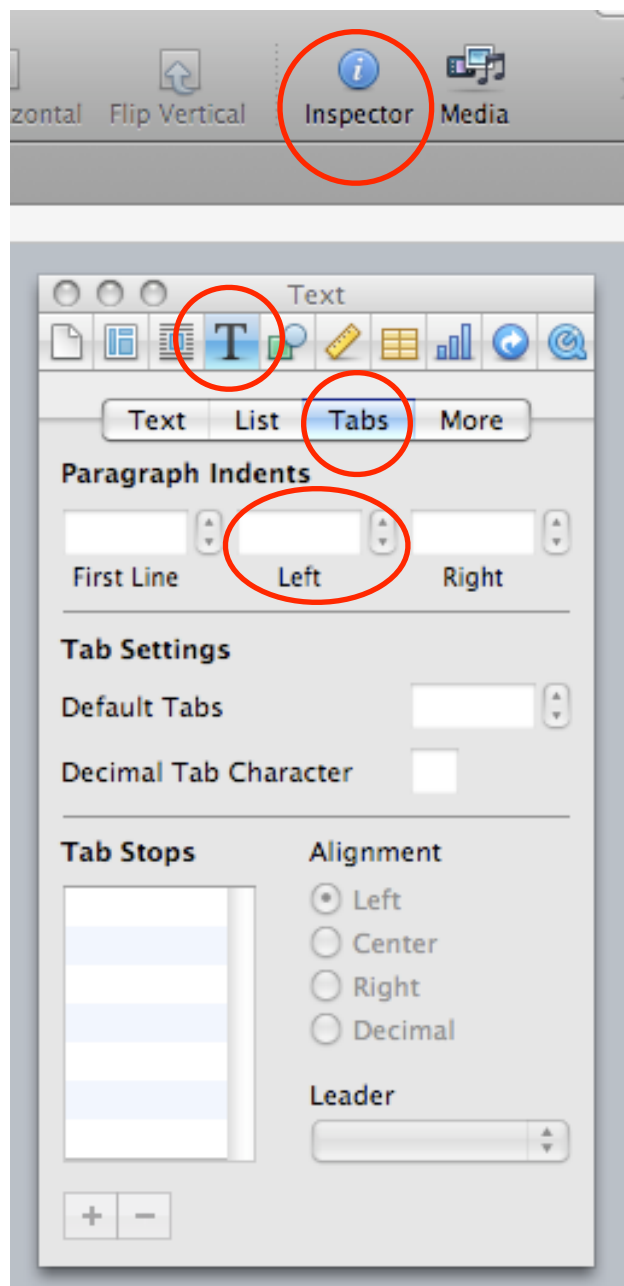 zontal Flip Vertical Inspector Media
Text
T
Text List Tabs More
Paragraph Indents
First Line Left Right
Tab Settings
Default Tabs
Decimal Tab Character
Tab Stops Alignment
Left
Center
Right
Decimal
Leader
+ −